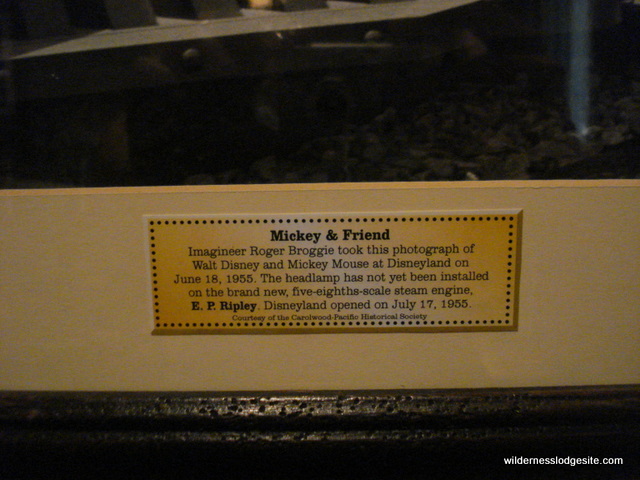 Mickey & Friend
Imagineer Roger Broggie took this photograph of
Walt Disney and Mickey Mouse at Disneyland on
June 18, 1955. The headlamp has not yet been installed
on the brand new, five-eighths-scale steam engine,
E. P. Ripley. Disneyland opened on July 17, 1955.
Courtesy of the Carolwood-Pacific Historical Society
wildernesslodgesite.com